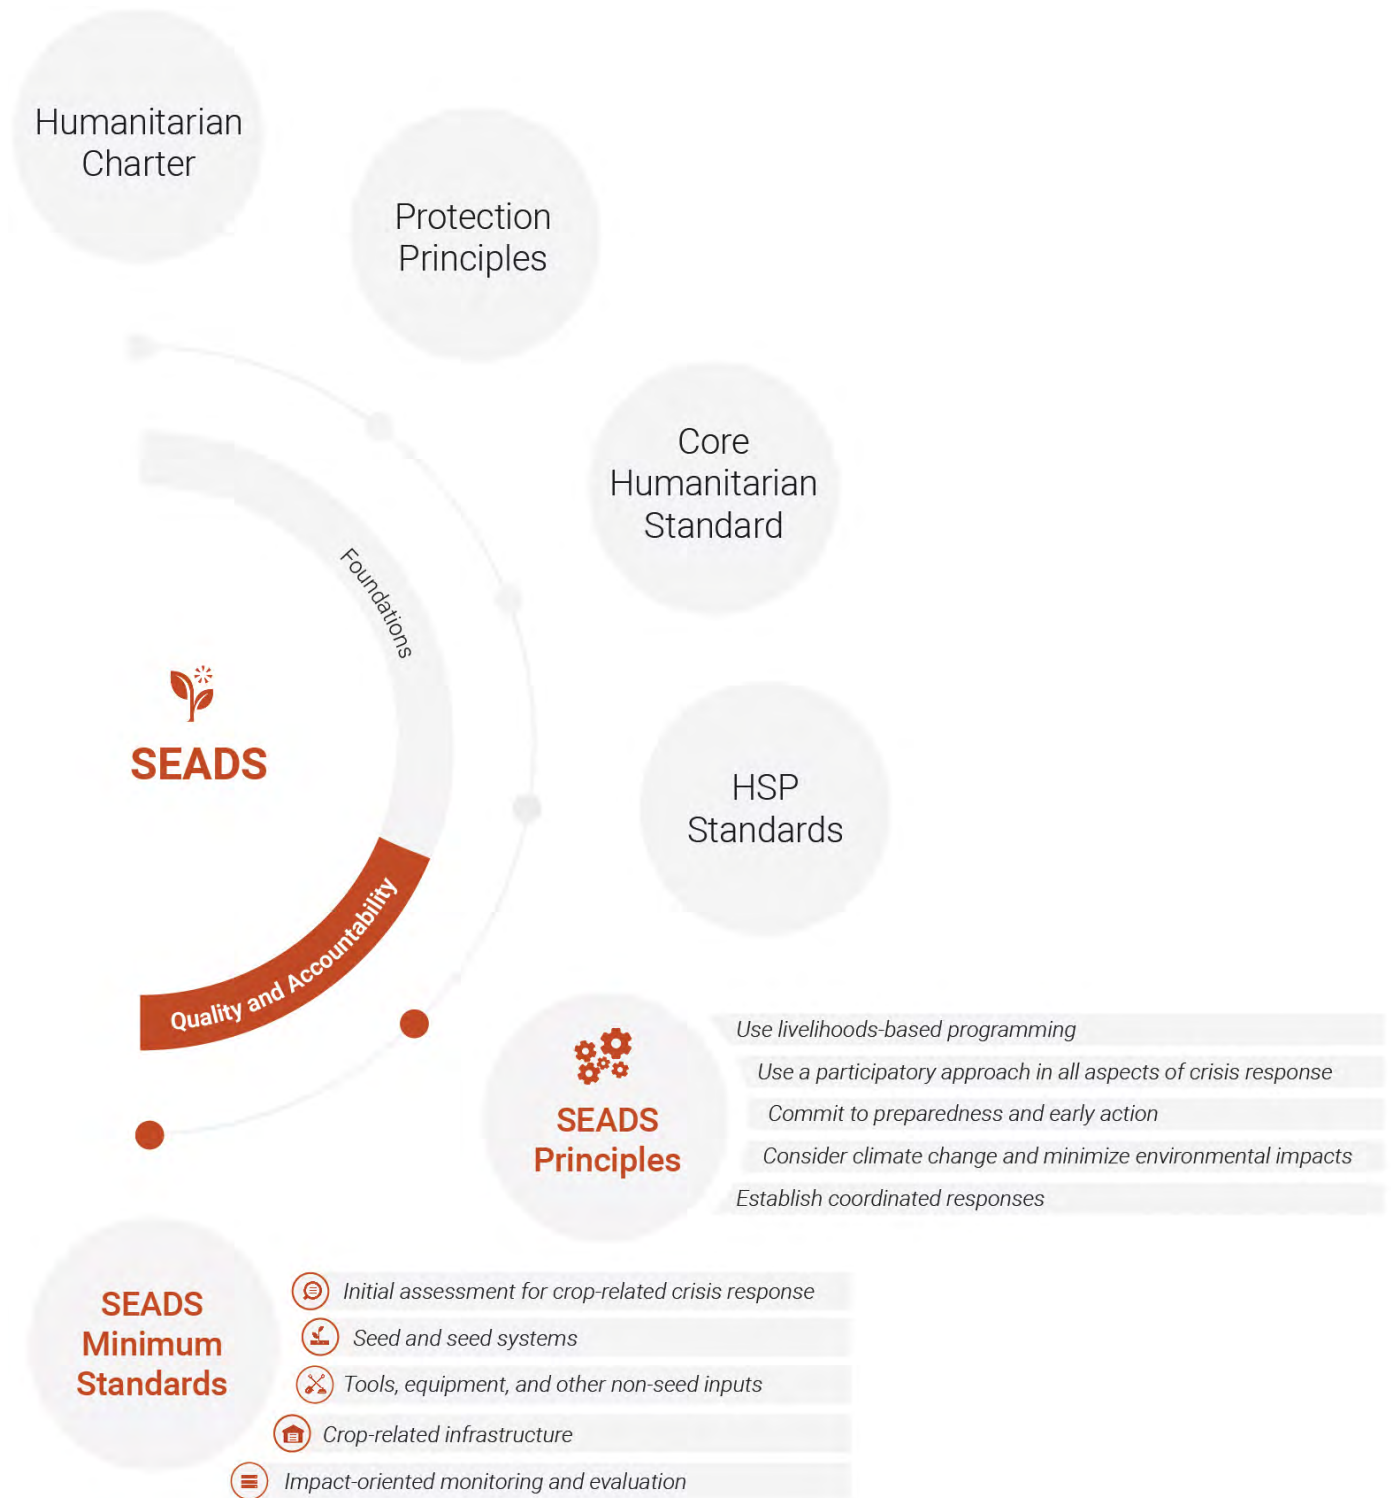 Humanitarian
Charter
Protection
Principles
Core
Humanitarian
Standard
Foundations
SEADS
HSP
Standards
Quality and Accountability
SEADS
Principles
Use livelihoods-based programming
Use a participatory approach in all aspects of crisis response
Commit to preparedness and early action
Consider climate change and minimize environmental impacts
Establish coordinated responses
SEADS
Minimum
Standards
Initial assessment for crop-related crisis response
Seed and seed systems
Tools, equipment, and other non-seed inputs
Crop-related infrastructure
Impact-oriented monitoring and evaluation